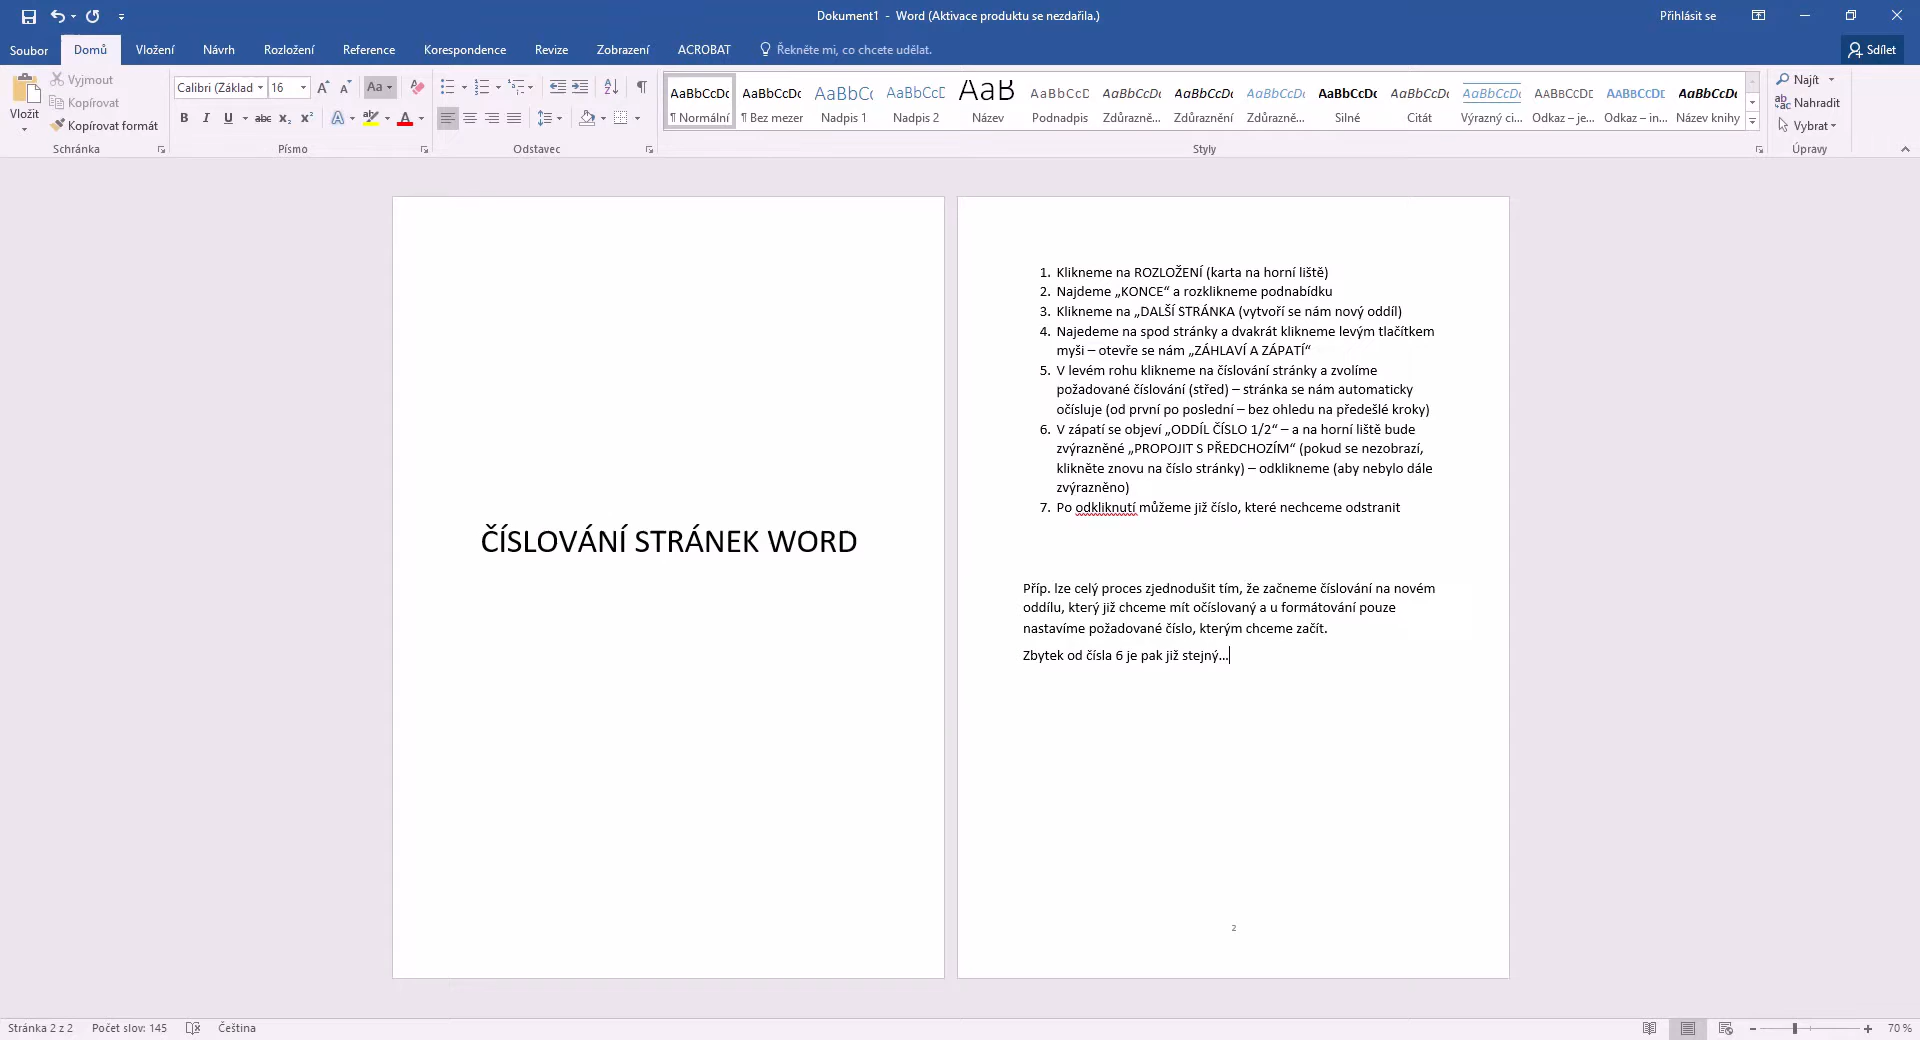 Dokument1 - Word (Aktivace produktu se nezdařila.)
Přihlásit se
Soubor
Domů
Vložení
Návrh
Rozložení
Reference
Korespondence
Revize
Zobrazení
ACROBAT
Řekněte mi, co chcete udělat.
Sdílet
Vložit
Vyjmout
Kopírovat
Kopírovat formát
Schránka
Calibri (Základ
16
Aa
Písmo
Odstavec
AaBbCcDc
¶ Normální
AaBbCcDc
¶ Bez mezer
AaBbCc
Nadpis 1
AaBbCcD
Nadpis 2
AaB
Název
AaBbCcD
Podnadpis
AaBbCcDc
Zdůrazně...
AaBbCcDc
Zdůraznění
AaBbCcDc
Zdůrazně...
AaBbCcDc
Silné
AaBbCcDc
Citát
AaBbCcDc
Výrazný ci...
AABBCCDE
Odkaz – je...
AABBCCDE
Odkaz – in...
AaBbCcDc
Název knihy
Styly
Najít
Nahradit
Vybrat
Úpravy
ČÍSLOVÁNÍ STRÁNEK WORD
1. Klikneme na ROZLOŽENÍ (karta na horní liště)
2. Najdeme „KONCE“ a rozklikneme podnabídku
3. Klikneme na „DALŠÍ STRÁNKA (vytvoří se nám nový oddíl)
4. Najedeme na spod stránky a dvakrát klikneme levým tlačítkem
myši – otevře se nám „ZÁHLAVÍ A ZÁPATÍ“
5. V levém rohu klikneme na číslování stránky a zvolíme
požadované číslování (střed) – stránka se nám automaticky
očísluje (od první po poslední – bez ohledu na předešlé kroky)
6. V zápatí se objeví „ODDÍL ČÍSLO 1/2“ – a na horní liště bude
zvýrazněné „PROPOJIT S PŘEDCHOZÍM“ (pokud se nezobrazí,
klikněte znovu na číslo stránky) – odklikneme (aby nebylo dále
zvýrazněno)
7. Po odkliknutí můžeme již číslo, které nechceme odstranit
Příp. lze celý proces zjednodušit tím, že začneme číslování na novém
oddílu, který již chceme mít očíslovaný a u formátování pouze
nastavíme požadované číslo, kterým chceme začít.
Zbytek od čísla 6 je pak již stejný…
2
Stránka 2 z 2
Počet slov: 145
Čeština
70 %